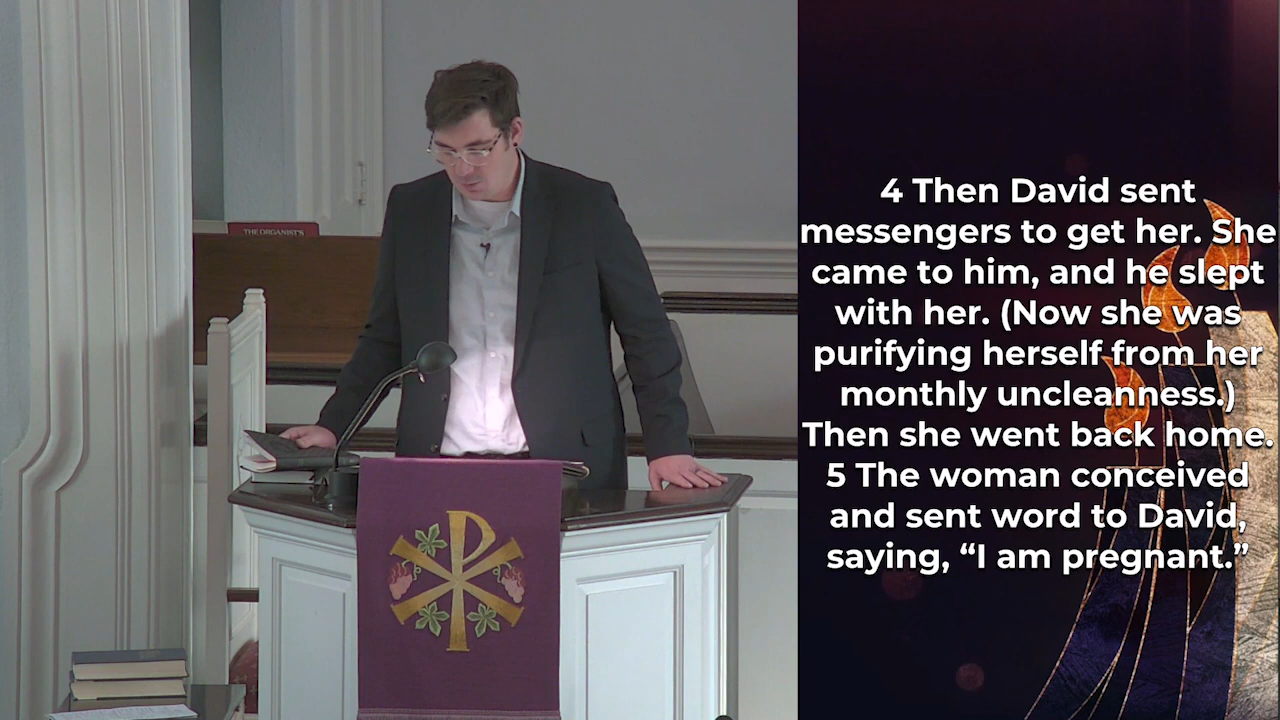 THE ORGANIST'S
4 Then David sent
messengers to get her. She
came to him, and he slept
with her. (Now she was
purifying herself from her
monthly uncleanness.)
Then she went back home.
5 The woman conceived
and sent word to David,
saying, “I am pregnant.”